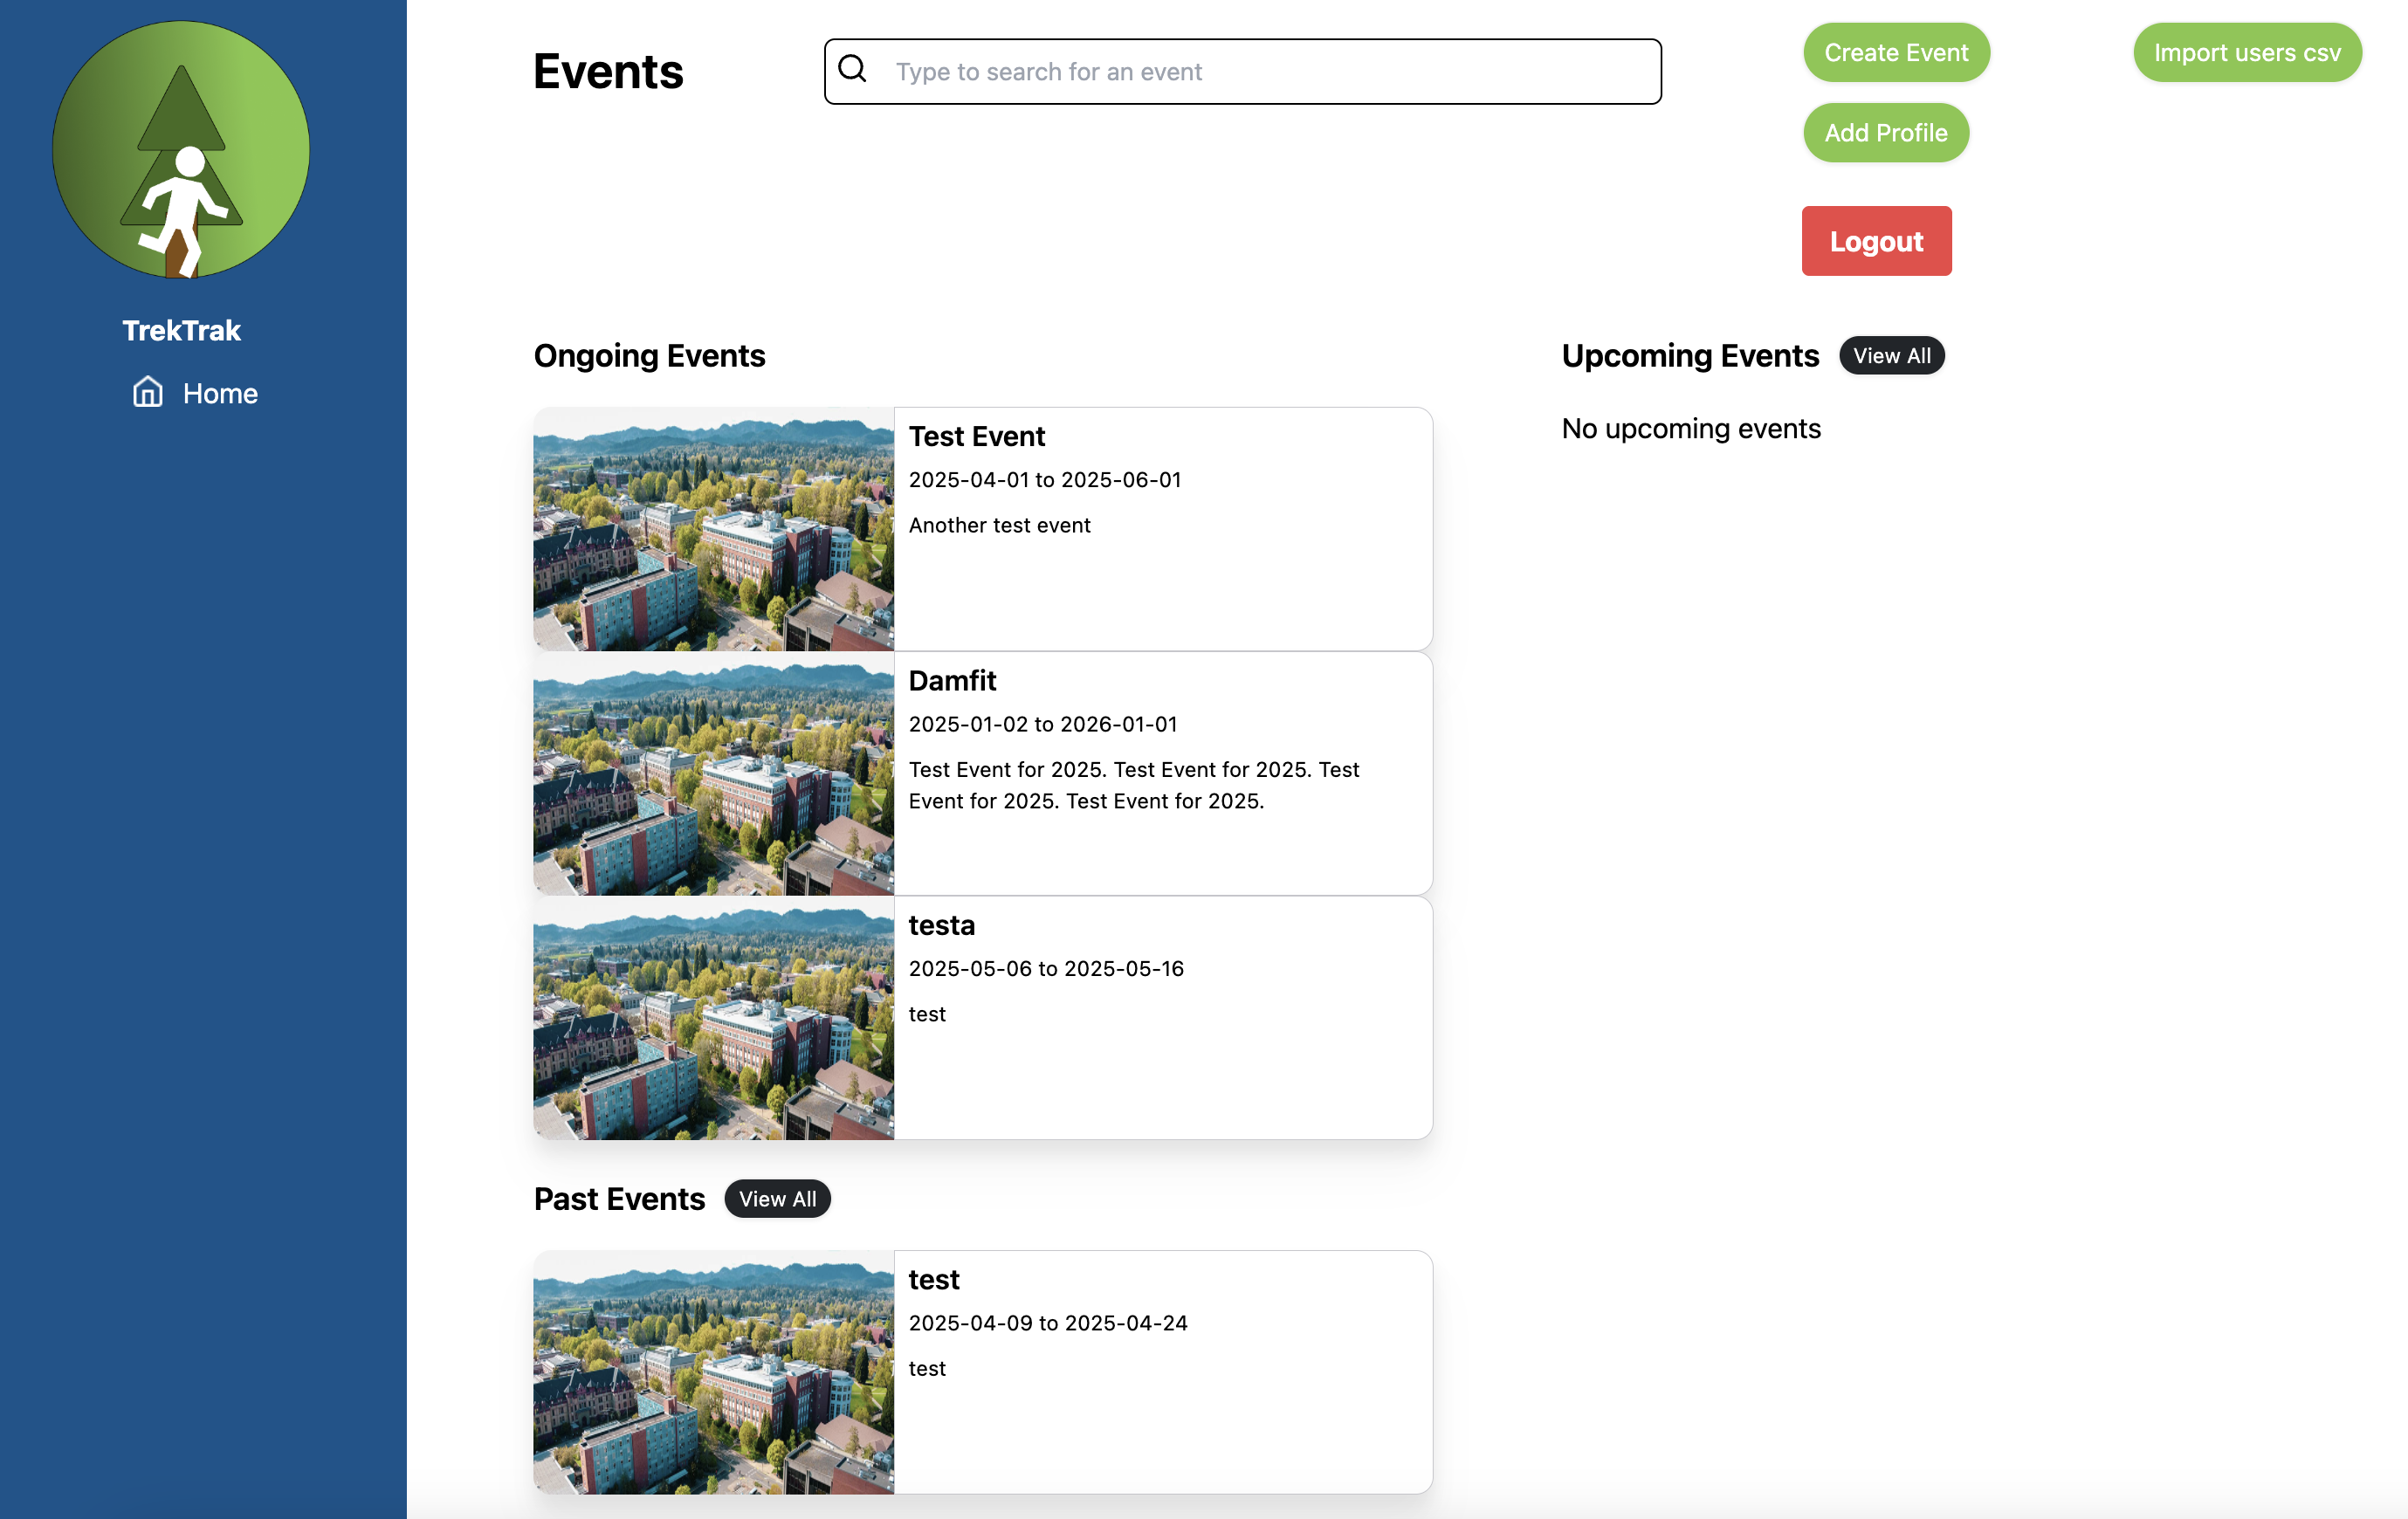 TrekTrak
Home
Events
Type to search for an event
Create Event
Import users csv
Add Profile
Logout
Ongoing Events
Test Event
2025-04-01 to 2025-06-01
Another test event
Damfit
2025-01-02 to 2026-01-01
Test Event for 2025. Test Event for 2025. Test
Event for 2025. Test Event for 2025.
testa
2025-05-06 to 2025-05-16
test
Past Events
View All
test
2025-04-09 to 2025-04-24
test
Upcoming Events
View All
No upcoming events